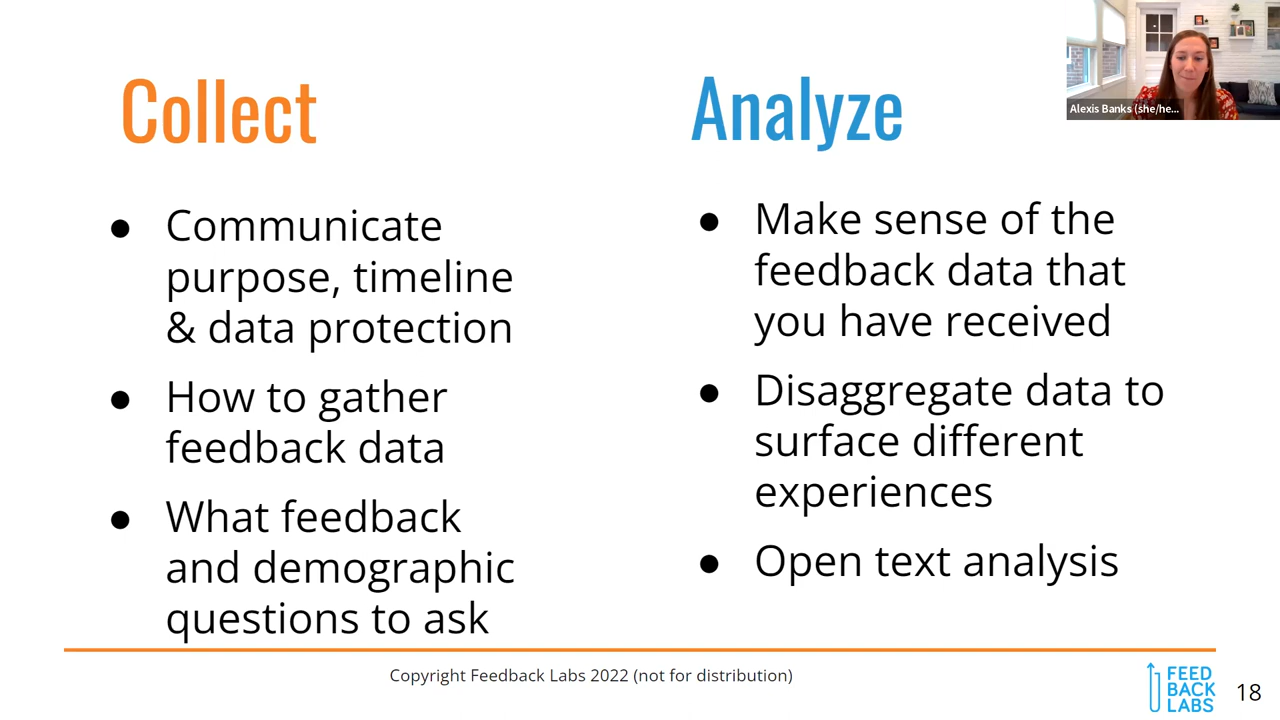 Collect
Communicate
purpose, timeline
& data protection
How to gather
feedback data
What feedback
and demographic
questions to ask
Analyze
Make sense of the
feedback data that
you have received
Disaggregate data to
surface different
experiences
Open text analysis
Alexis Banks (she/he...
Copyright Feedback Labs 2022 (not for distribution)
FEED
BACK
LABS
18